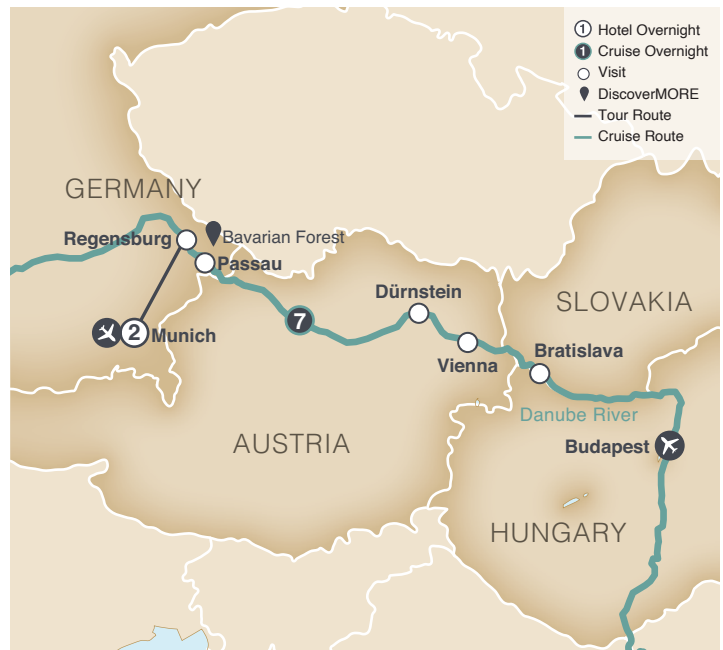 1 Hotel Overnight
1 Cruise Overnight
Visit
DiscoverMORE
Tour Route
Cruise Route
GERMANY
Regensburg
Bavarian Forest
Passau
Dürnstein
SLOVAKIA
7
2 Munich
Vienna
Bratislava
Danube River
AUSTRIA
Budapest
HUNGARY